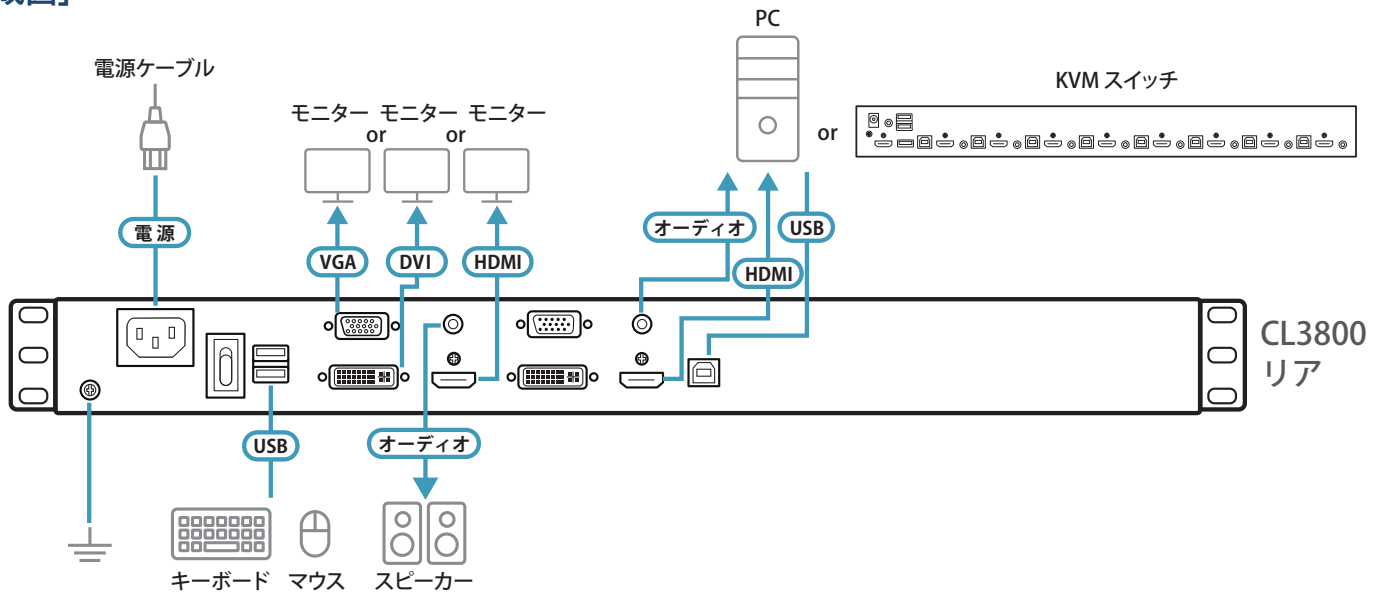 成図］
PC
電源ケーブル
KVM スイッチ
モニター モニター モニター
or or
or
電源
オーディオ
USB
VGA
DVI
HDMI
HDMI
CL3800
リア
USB
オーディオ
キーボード マウス スピーカー